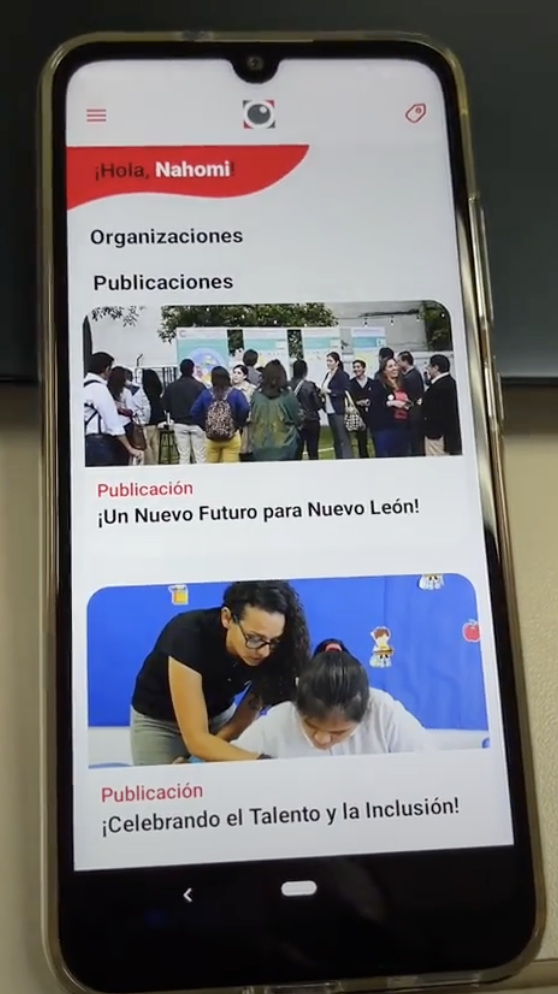 ¡Hola, Nahomi!
Organizaciones
Publicaciones
Publicación
¡Un Nuevo Futuro para Nuevo León!
Publicación
¡Celebrando el Talento y la Inclusión!